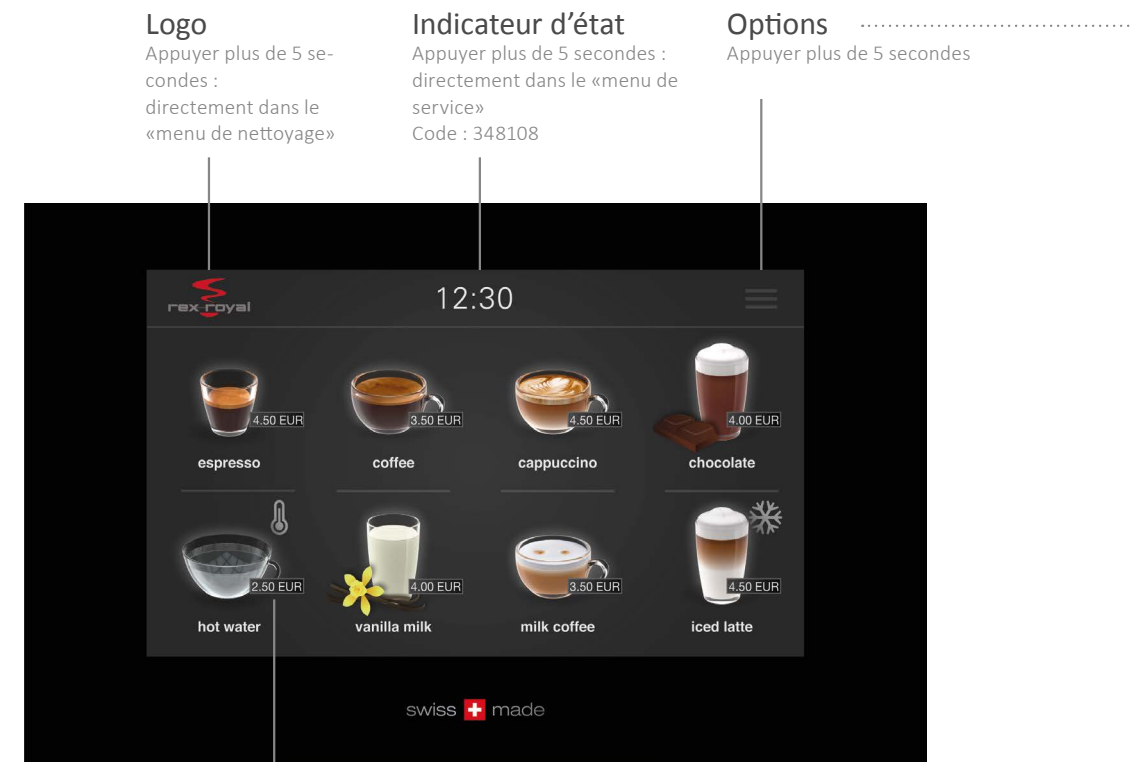 Logo
Appuyer plus de 5 se-
condes :
directement dans le
«menu de nettoyage»
Indicateur d’état
Appuyer plus de 5 secondes :
directement dans le «menu de
service»
Code : 348108
Options
Appuyer plus de 5 secondes
rex-royal
12:30
4.50 EUR
3.50 EUR
4.50 EUR
4.00 EUR
espresso
coffee
cappuccino
chocolate
2.50 EUR
4.00 EUR
3.50 EUR
4.50 EUR
hot water
vanilla milk
milk coffee
iced latte
swiss made